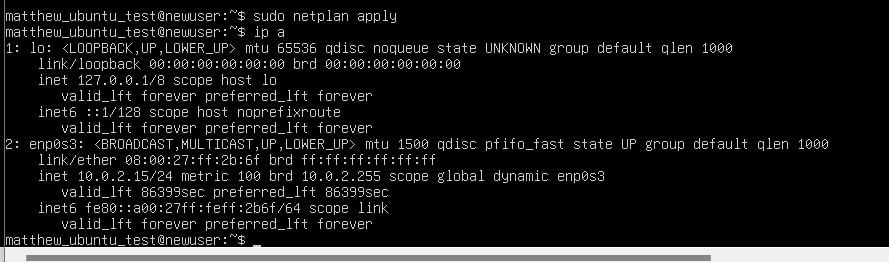 matthew_ubuntu_test@newuser:~$ sudo netplan apply
matthew_ubuntu_test@newuser:~$ ip a
1: lo: <LOOPBACK,UP,LOWER_UP> mtu 65536 qdisc noqueue state UNKNOWN group default qlen 1000
    link/loopback 00:00:00:00:00:00 brd 00:00:00:00:00:00
    inet 127.0.0.1/8 scope host lo
       valid_lft forever preferred_lft forever
    inet6 ::1/128 scope host noprefixroute
       valid_lft forever preferred_lft forever
2: enp0s3: <BROADCAST,MULTICAST,UP,LOWER_UP> mtu 1500 qdisc pfifo_fast state UP group default qlen 1000
    link/ether 08:00:27:ff:2b:6f brd ff:ff:ff:ff:ff:ff
    inet 10.0.2.15/24 metric 100 brd 10.0.2.255 scope global dynamic enp0s3
       valid_lft 86399sec preferred_lft 86399sec
    inet6 fe80::a00:27ff:feff:2b6f/64 scope link
       valid_lft forever preferred_lft forever
matthew_ubuntu_test@newuser:~$ _